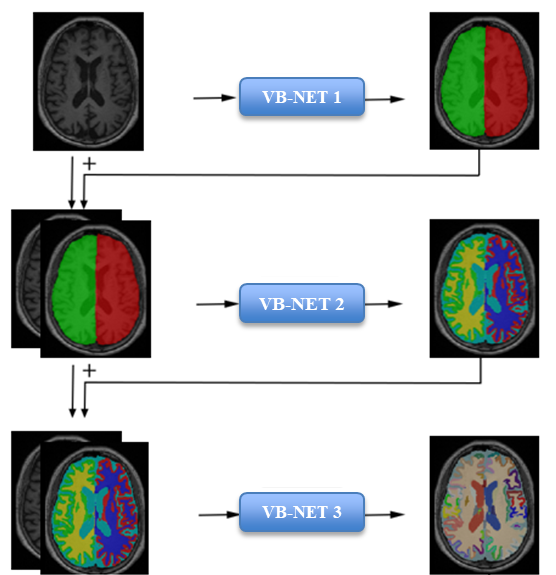 VB-NET 1
+
VB-NET 2
+
VB-NET 3